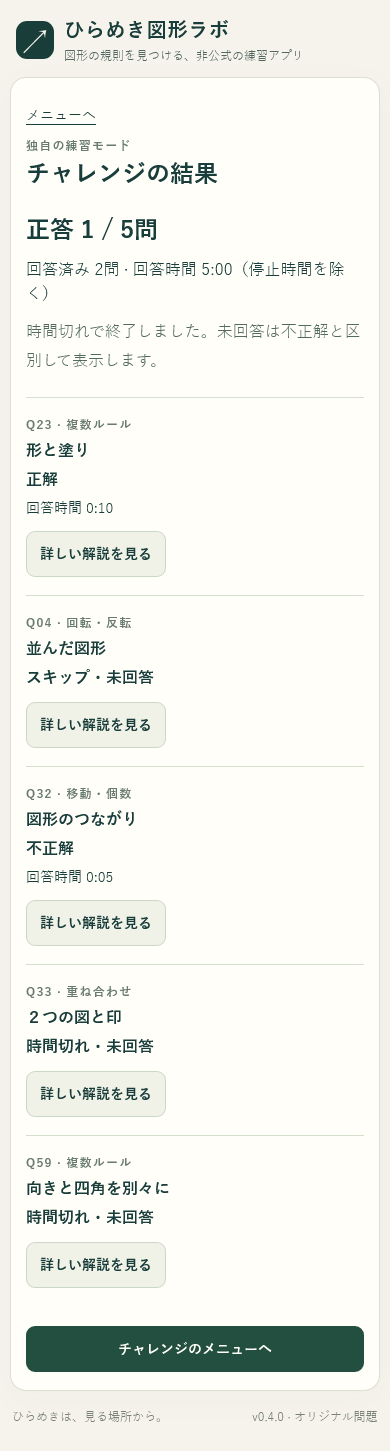 ひらめき図形ラボ
図形の規則を見つける、非公式の練習アプリ
メニューへ
独自の練習モード
チャレンジの結果
正答 1 / 5問
回答済み 2問 · 回答時間 5:00（停止時間を除
く）
時間切れで終了しました。未回答は不正解と区
別して表示します。
Q23 · 複数ルール
形と塗り
正解
回答時間 0:10
詳しい解説を見る
Q04 · 回転・反転
並んだ図形
スキップ・未回答
詳しい解説を見る
Q32 · 移動・個数
図形のつながり
不正解
回答時間 0:05
詳しい解説を見る
Q33 · 重ね合わせ
２つの図と印
時間切れ・未回答
詳しい解説を見る
Q59 · 複数ルール
向きと四角を別々に
時間切れ・未回答
詳しい解説を見る
チャレンジのメニューへ
ひらめきは、見る場所から。
v0.4.0 · オリジナル問題